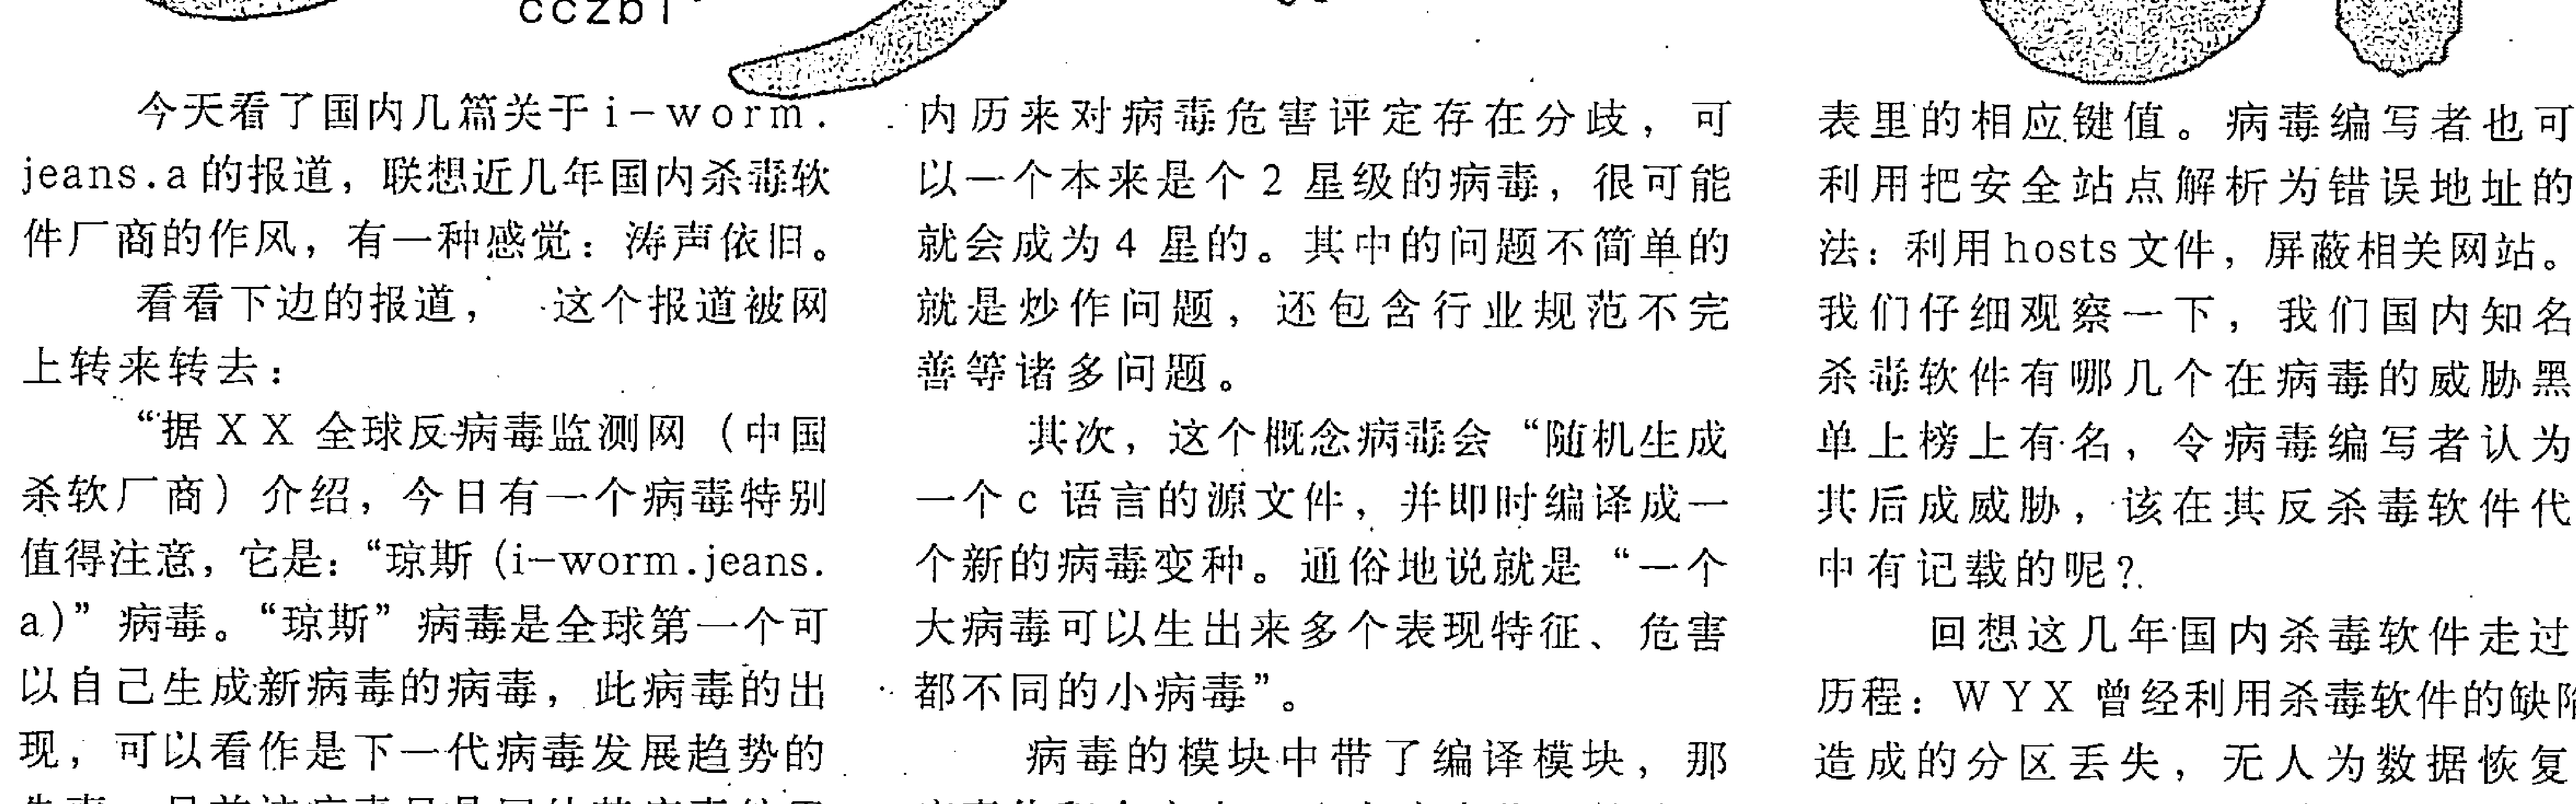 cczb1
今天看了国内几篇关于i-worm.
jeans.a的报道，联想近几年国内杀毒软
件厂商的作风，有一种感觉：涛声依旧。
看看下边的报道，这个报道被网
上转来转去：
“据XX 全球反病毒监测网（中国
杀软厂商）介绍，今日有一个病毒特别
值得注意，它是：“琼斯(i-worm.jeans.
a)”病毒。“琼斯”病毒是全球第一个可
以自己生成新病毒的病毒，此病毒的出
现，可以看作是下一代病毒发展趋势的
内历来对病毒危害评定存在分歧，可
以一个本来是个2 星级的病毒，很可能
就会成为4 星的。其中的问题不简单的
就是炒作问题，还包含行业规范不完
善等诸多问题。
其次，这个概念病毒会“随机生成
一个c 语言的源文件，并即时编译成一
个新的病毒变种。通俗地说就是“一个
大病毒可以生出来多个表现特征、危害
都不同的小病毒”。
病毒的模块中带了编译模块，那
表里的相应键值。病毒编写者也可
利用把安全站点解析为错误地址的
法：利用hosts文件，屏蔽相关网站。
我们仔细观察一下，我们国内知名
杀毒软件有哪几个在病毒的威胁黑
单上榜上有名，令病毒编写者认为
其后成威胁，该在其反杀毒软件代
中有记载的呢？
回想这几年国内杀毒软件走过
历程：WYX 曾经利用杀毒软件的缺陷
造成的分区丢失，无人为数据恢复